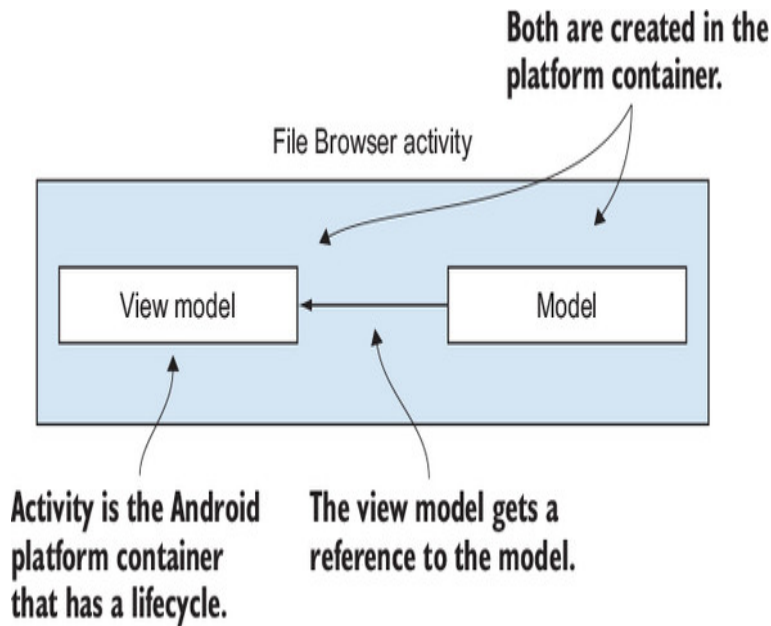 Both are created in the
platform container.
File Browser activity
View model
Model
Activity is the Android
platform container
that has a lifecycle.
The view model gets a
reference to the model.